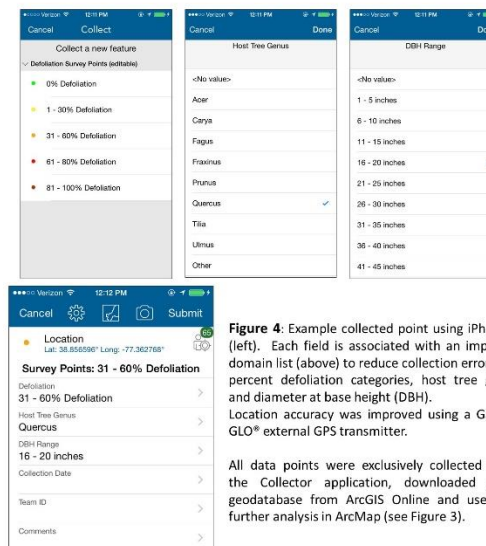 Verizon 12:11 PM
Cancel Collect
Collect a new feature
Defoliation Survey Points (editable)
0% Defoliation
1 - 30% Defoliation
31 - 60% Defoliation
61 - 80% Defoliation
81 - 100% Defoliation
Verizon 12:11 PM
Cancel Done
Host Tree Genus
<No value>
Acer
Carya
Fagus
Fraxinus
Prunus
Quercus
Tilia
Ulmus
Other
Verizon 12:11 PM
Cancel Do
DBH Range
<No value>
1 - 5 inches
6 - 10 inches
11 - 15 inches
16 - 20 inches
21 - 25 inches
26 - 30 inches
31 - 35 inches
36 - 40 inches
41 - 45 inches
Verizon 12:12 PM
Cancel Submit
Location 65
Lat: 38.856596° Long: -77.362768°
Survey Points: 31 - 60% Defoliation
Defoliation
31 - 60% Defoliation
Host Tree Genus
Quercus
DBH Range
16 - 20 inches
Collection Date
Team ID
Comments
Figure 4: Example collected point using iPh
(left). Each field is associated with an imp
domain list (above) to reduce collection error
percent defoliation categories, host tree
and diameter at base height (DBH).
Location accuracy was improved using a G
GLO® external GPS transmitter.
All data points were exclusively collected
the Collector application, downloaded
geodatabase from ArcGIS Online and use
further analysis in ArcMap (see Figure 3).